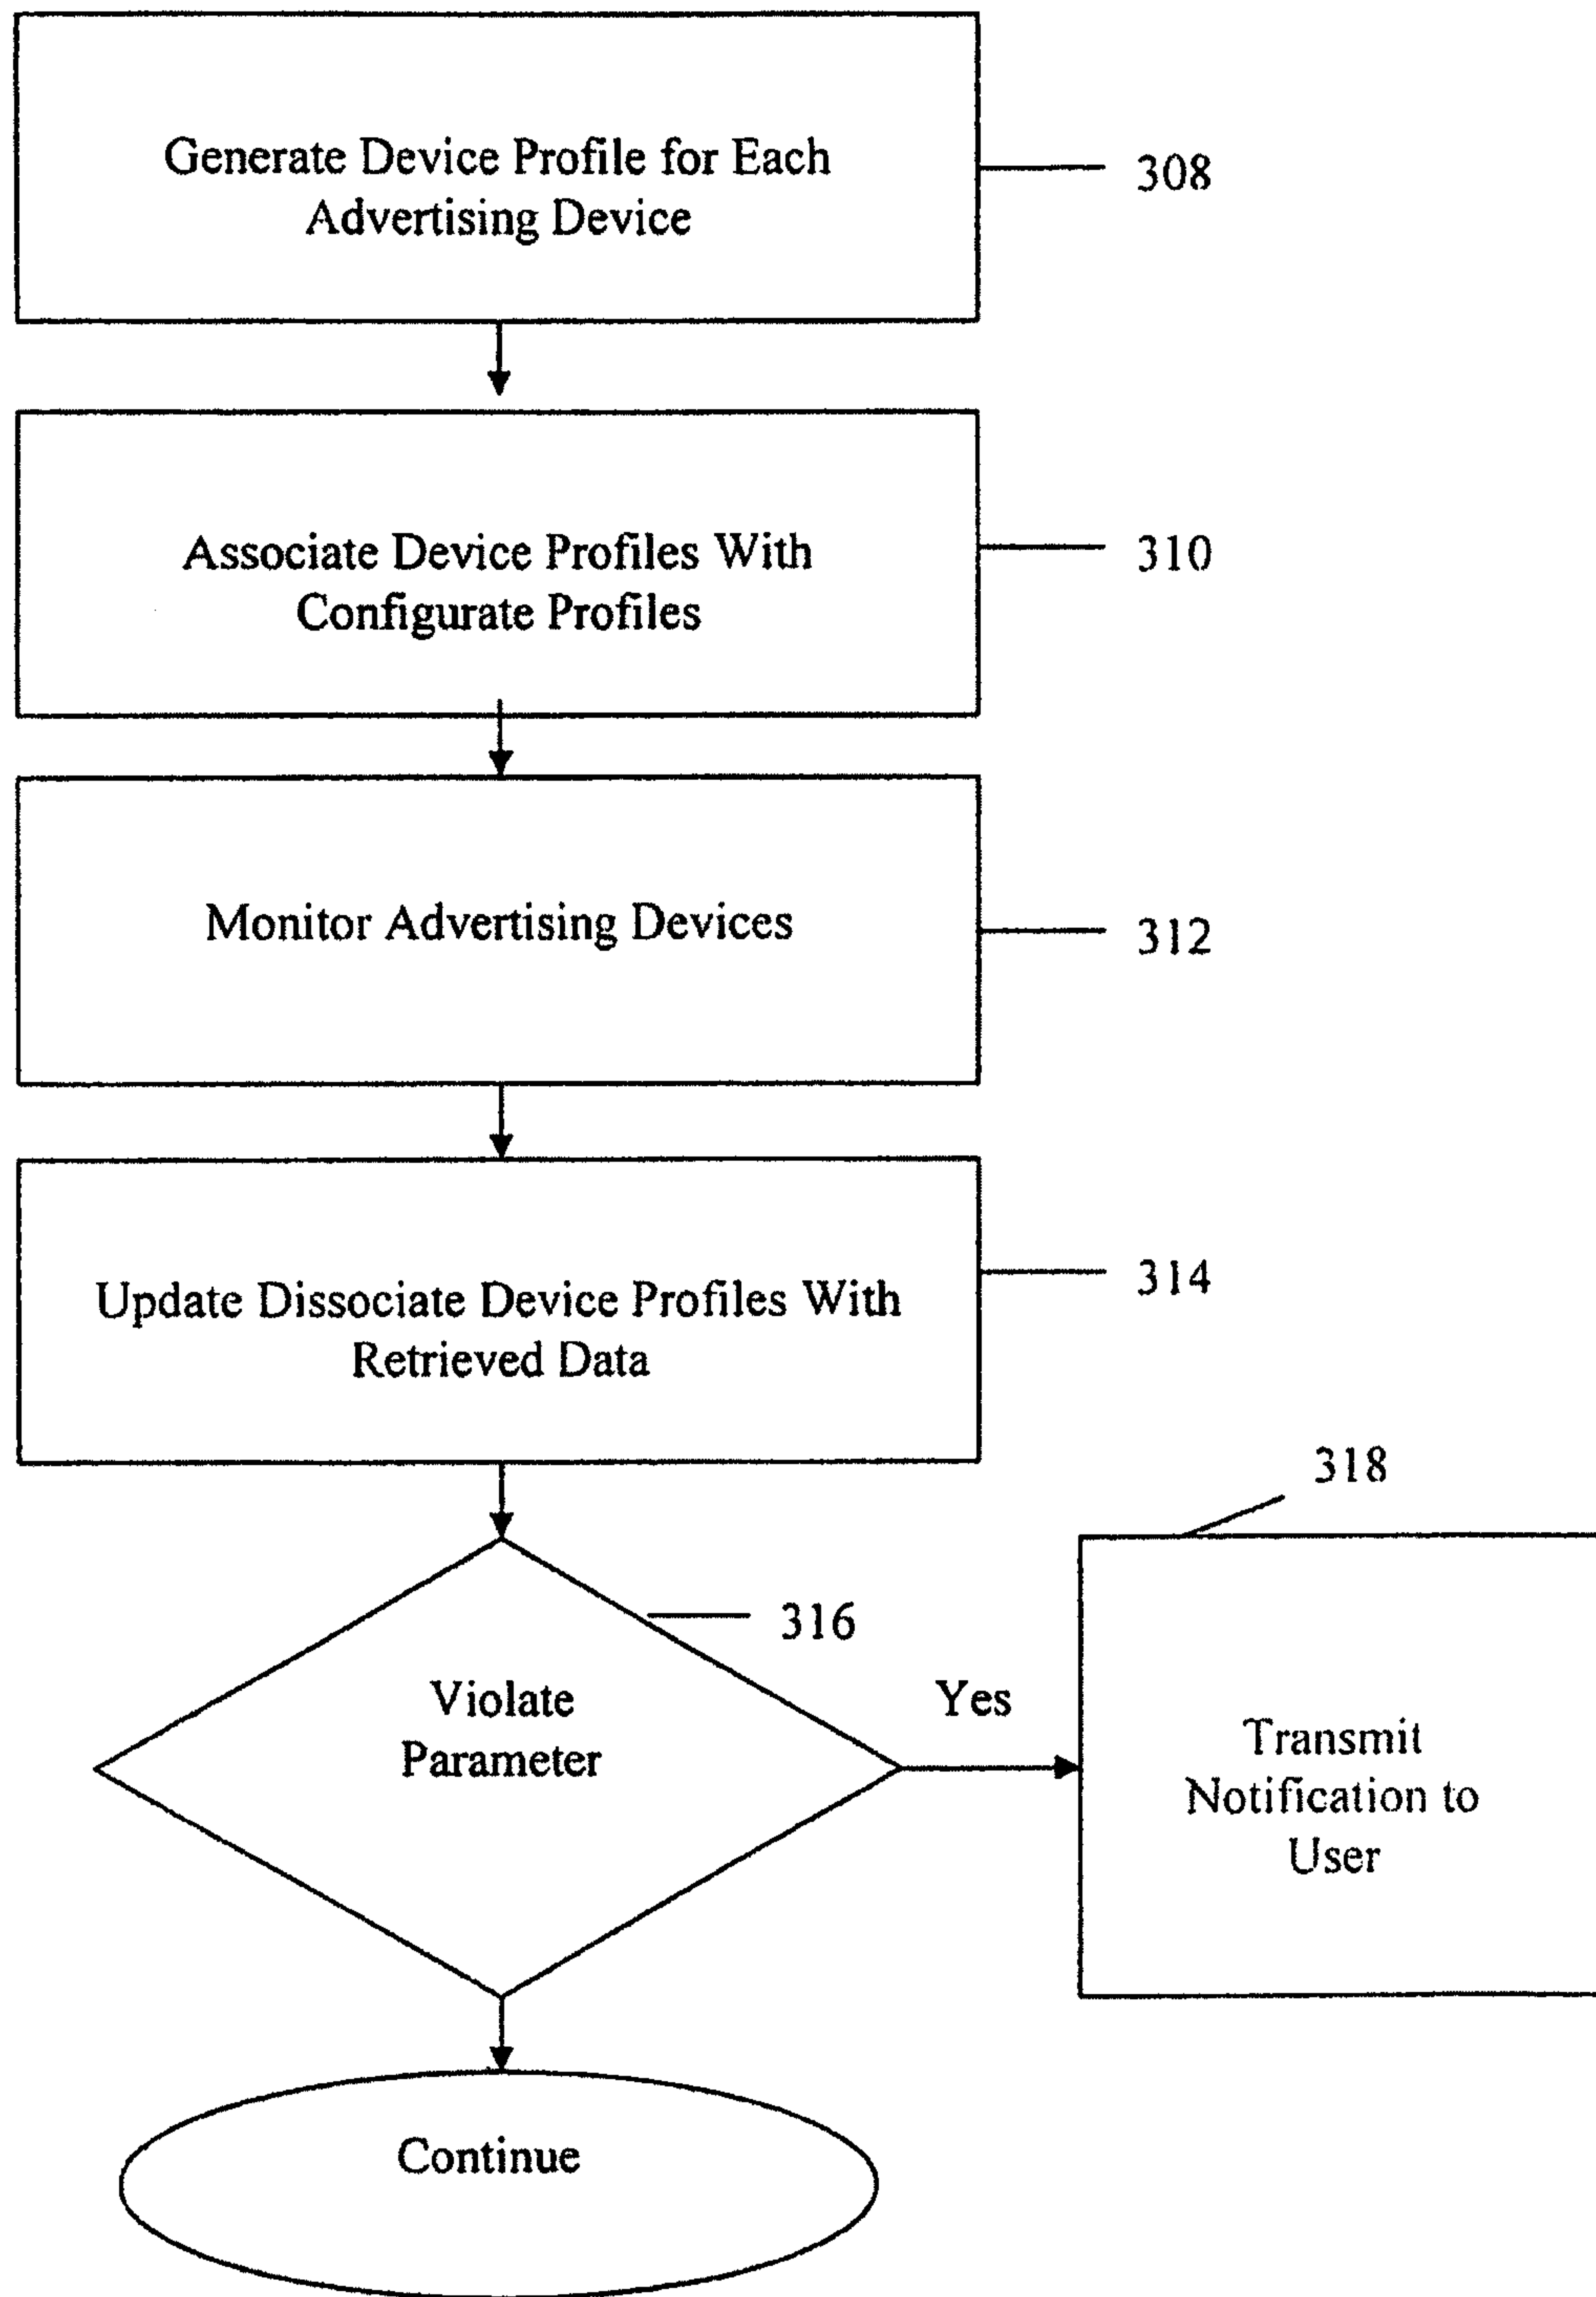 Generate Device Profile for Each
Advertising Device
308
Associate Device Profiles With
Configurate Profiles
310
Monitor Advertising Devices
312
Update Dissociate Device Profiles With
Retrieved Data
314
318
316
Violate
Parameter
Yes
Transmit
Notification to
User
Continue